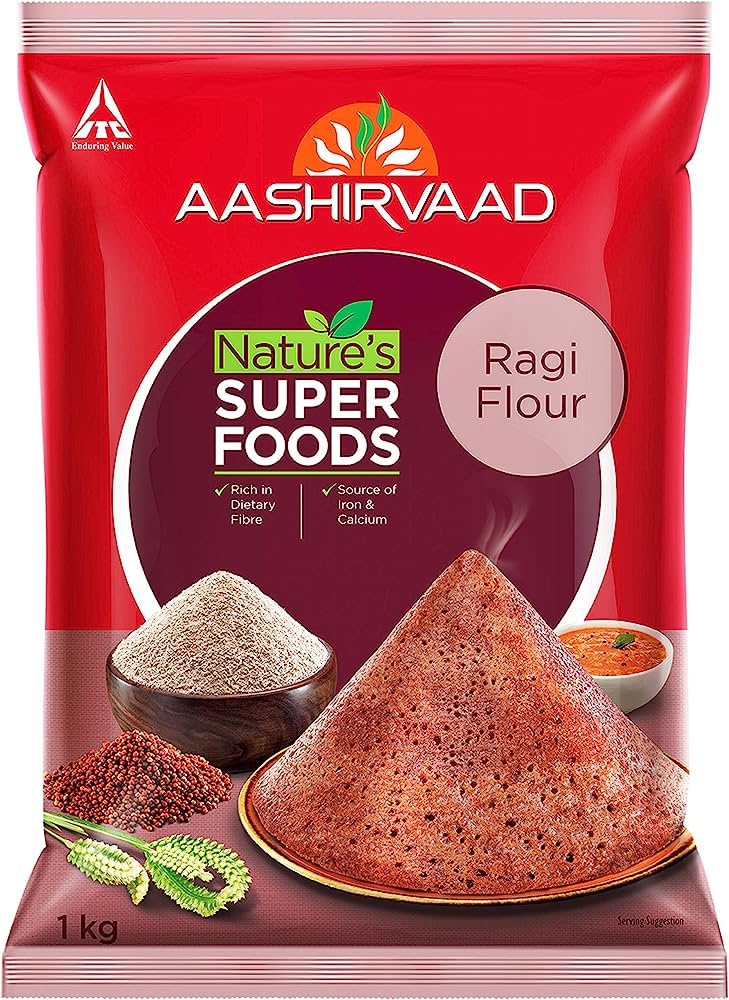 ITC
Enduring Value
AASHIRVAAD
Nature's
SUPER
FOODS
Ragi
Flour
✓ Rich in
Dietary
Fibre
✓ Source of
Iron &
Calcium
1 kg
Serving Suggestion